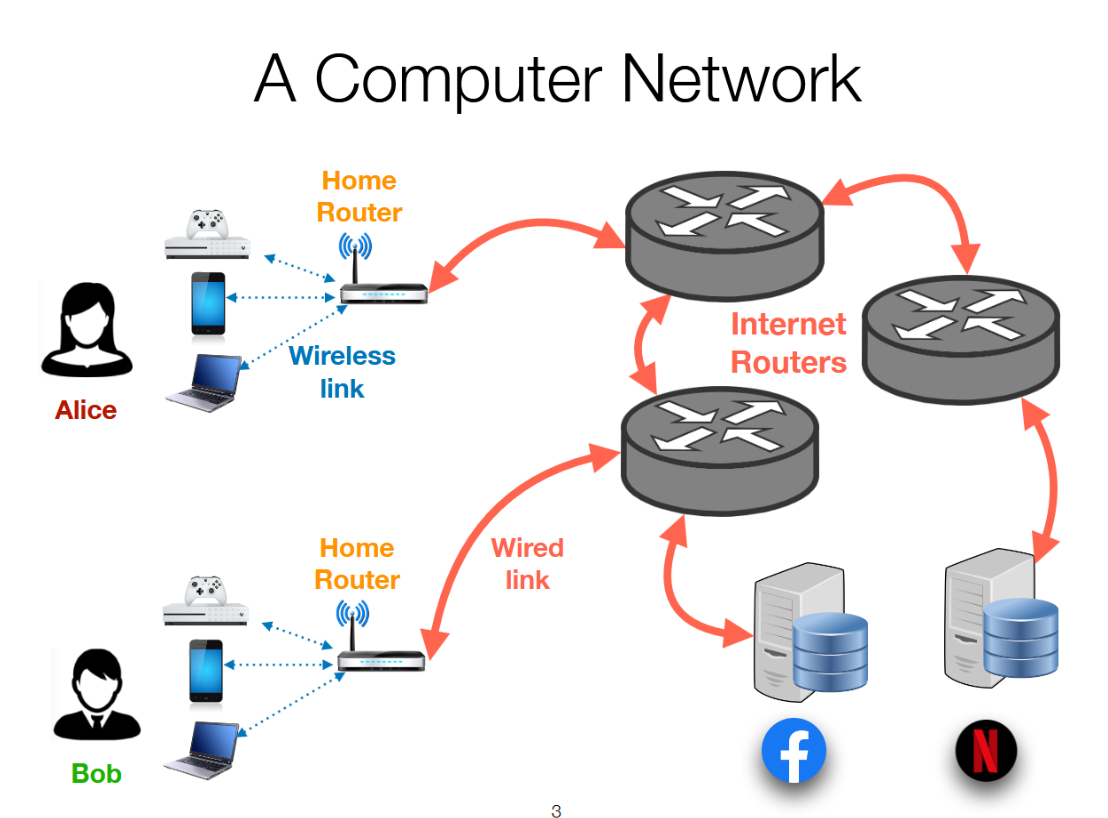 A Computer Network
Home
Router
Wireless
link
Alice
Internet
Routers
Home
Router
Wired
link
Bob
f
N
3